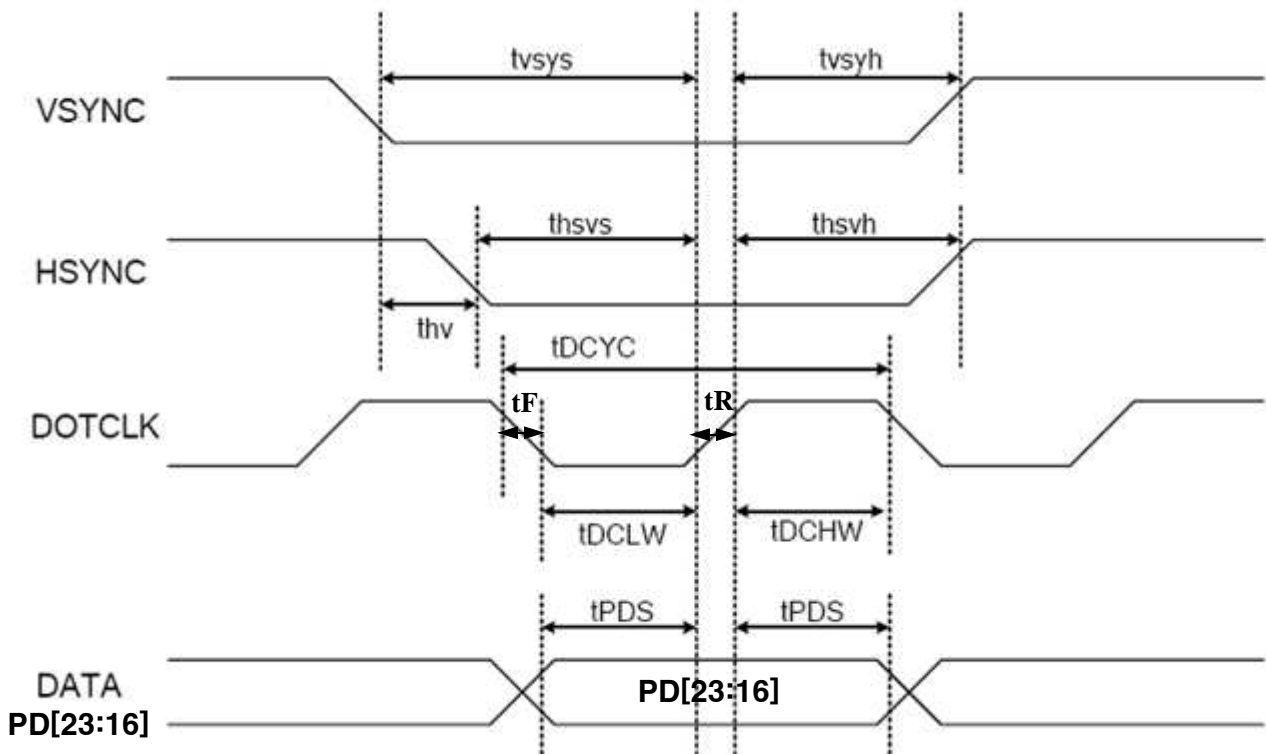 tvsys
tvsyh
VSYNC
thsvs
thsvh
HSYNC
thv
tDCYC
tF
tR
DOTCLK
tDCLW
tDCHW
tPDS
tPDS
DATA
PD[23:16]
PD[23:16]